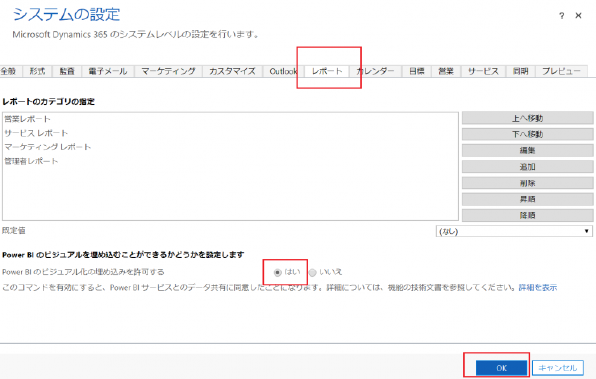 システムの設定
? ×
Microsoft Dynamics 365 のシステムレベルの設定を行います。
全般 形式 監査 電子メール マーケティング カスタマイズ Outlook レポート カレンダー 目標 営業 サービス 同期 プレビュー
レポートのカテゴリの指定
営業レポート
サービス レポート
マーケティング レポート
管理者レポート
上へ移動
下へ移動
編集
追加
削除
昇順
降順
既定値
(なし)
Power BI のビジュアルを埋め込むことができるかどうかを設定します
Power BI のビジュアル化の埋め込みを許可する
はい いいえ
このコマンドを有効にすると、Power BI サービスとのデータ共有に同意したことになります。詳細については、機能の技術文書を参照してください。詳細を表示
OK キャンセル